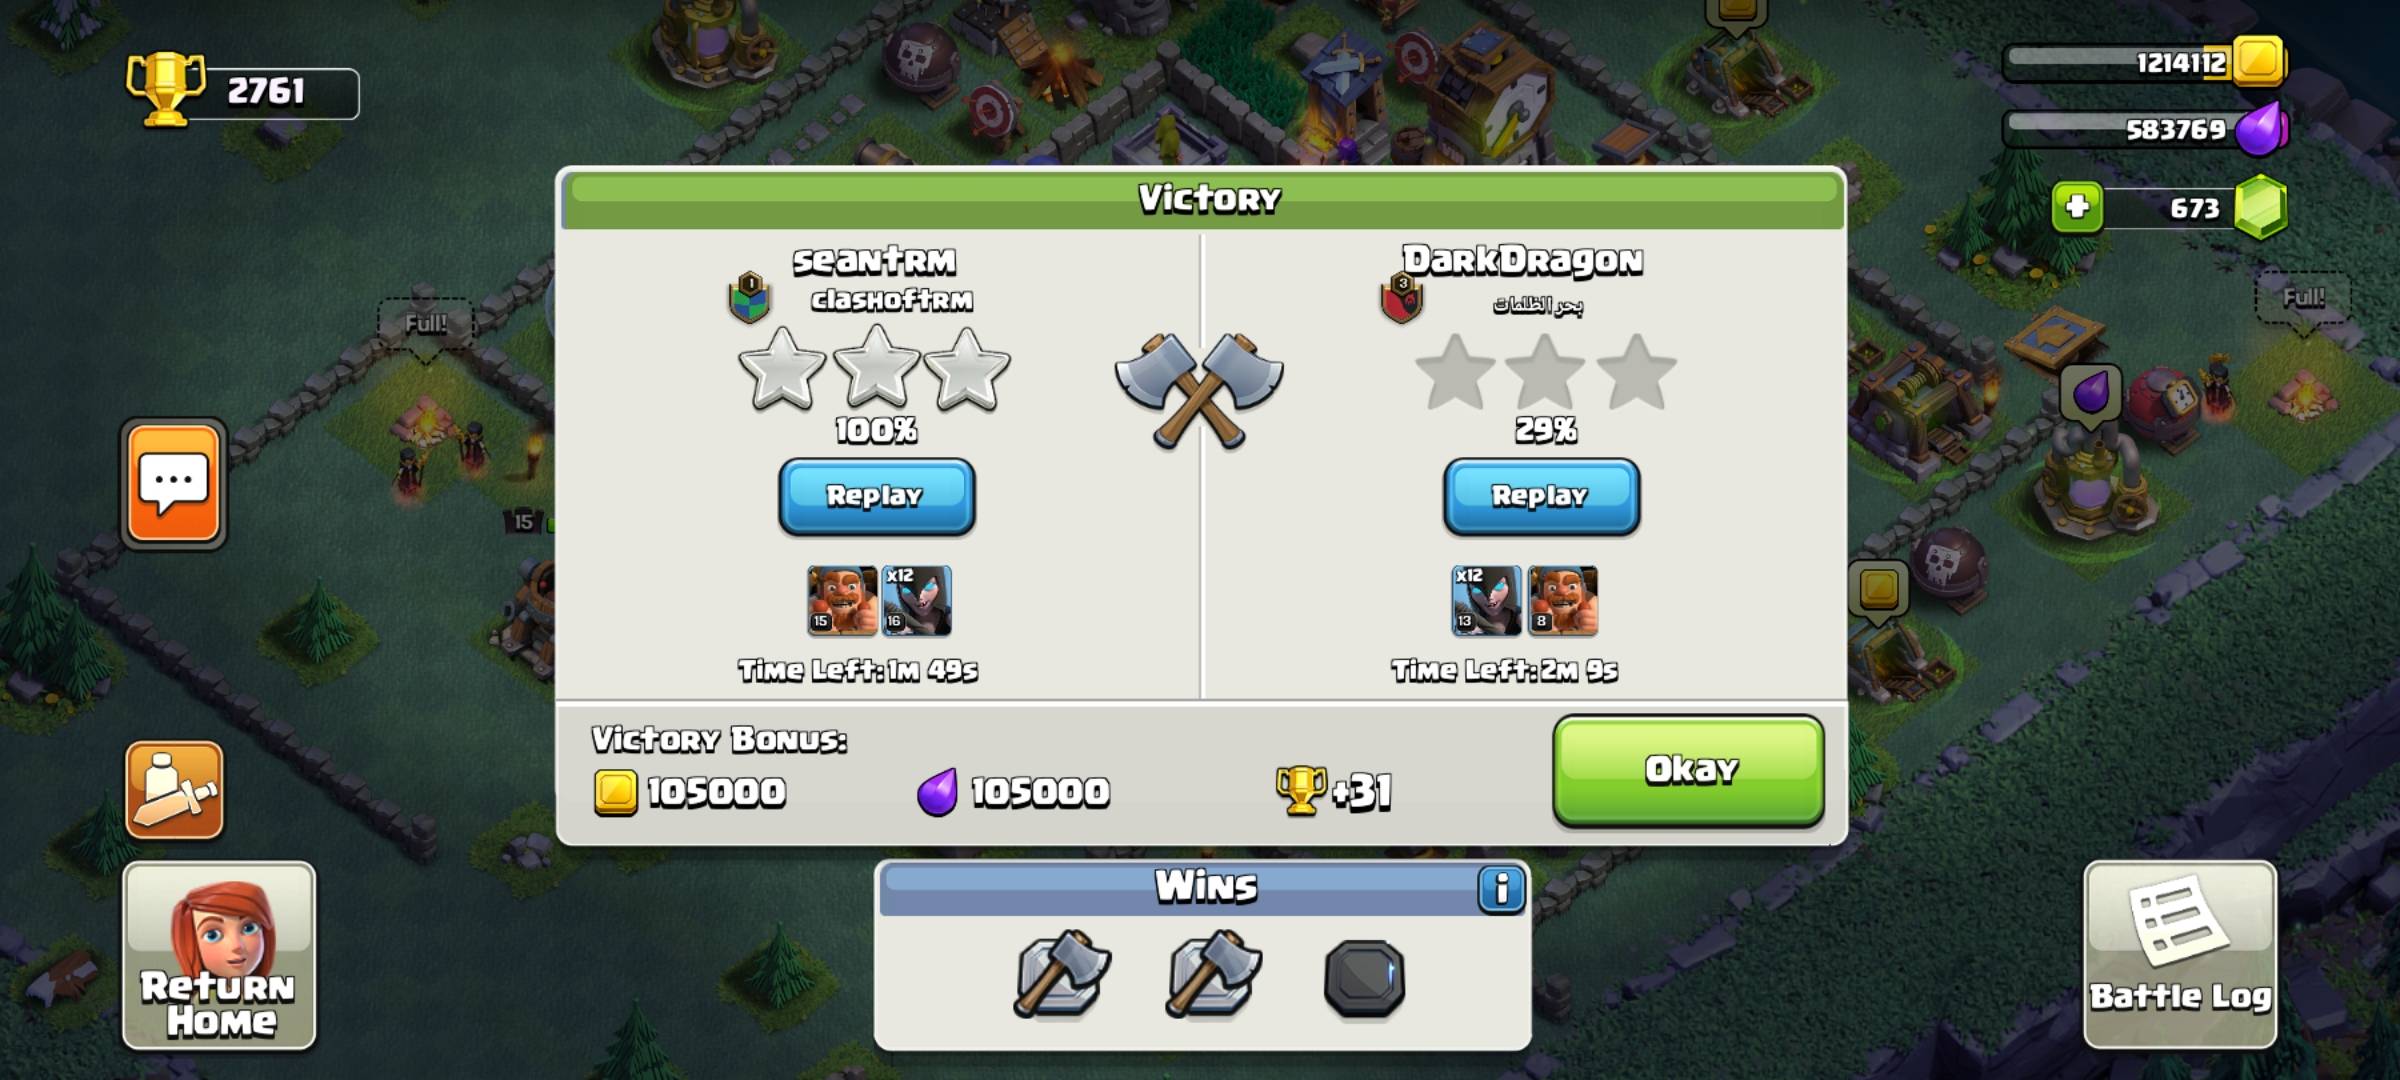 2761
1214112
583769
673
Victory
seantrm
clashoftrm
1
DarkDragon
بحر الظلمات
3
Full!
Full!
100%
29%
Replay
Replay
15
x12
15
16
x12
13
8
Time Left:1m 49s
Time Left:2m 9s
Victory Bonus:
105000
105000
+31
Okay
Wins
i
Return
Home
Battle Log